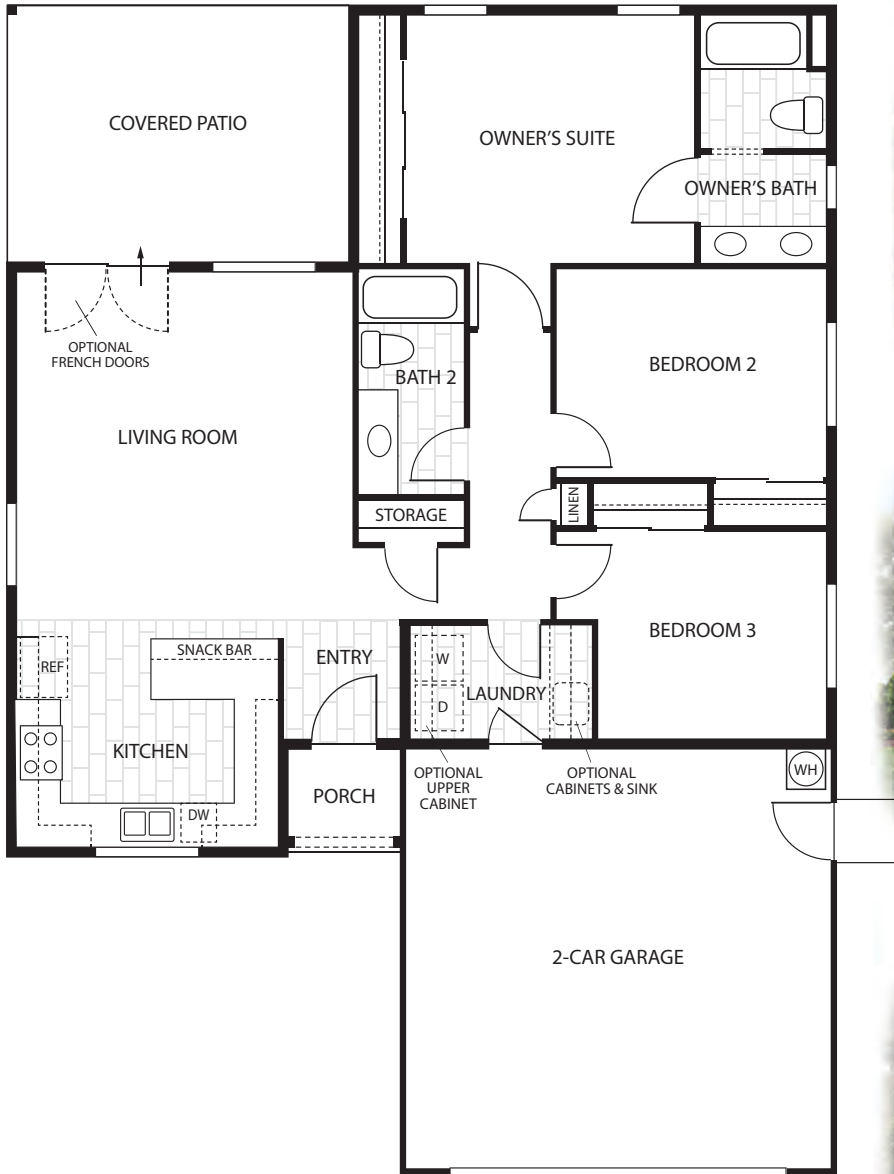 COVERED PATIO
OWNER'S SUITE
OWNER'S BATH
OPTIONAL
FRENCH DOORS
BATH 2
BEDROOM 2
LIVING ROOM
STORAGE
LINEN
REF
SNACK BAR
ENTRY
W
D
LAUNDRY
BEDROOM 3
KITCHEN
OPTIONAL
UPPER
CABINET
OPTIONAL
CABINETS & SINK
WH
PORCH
DW
2-CAR GARAGE